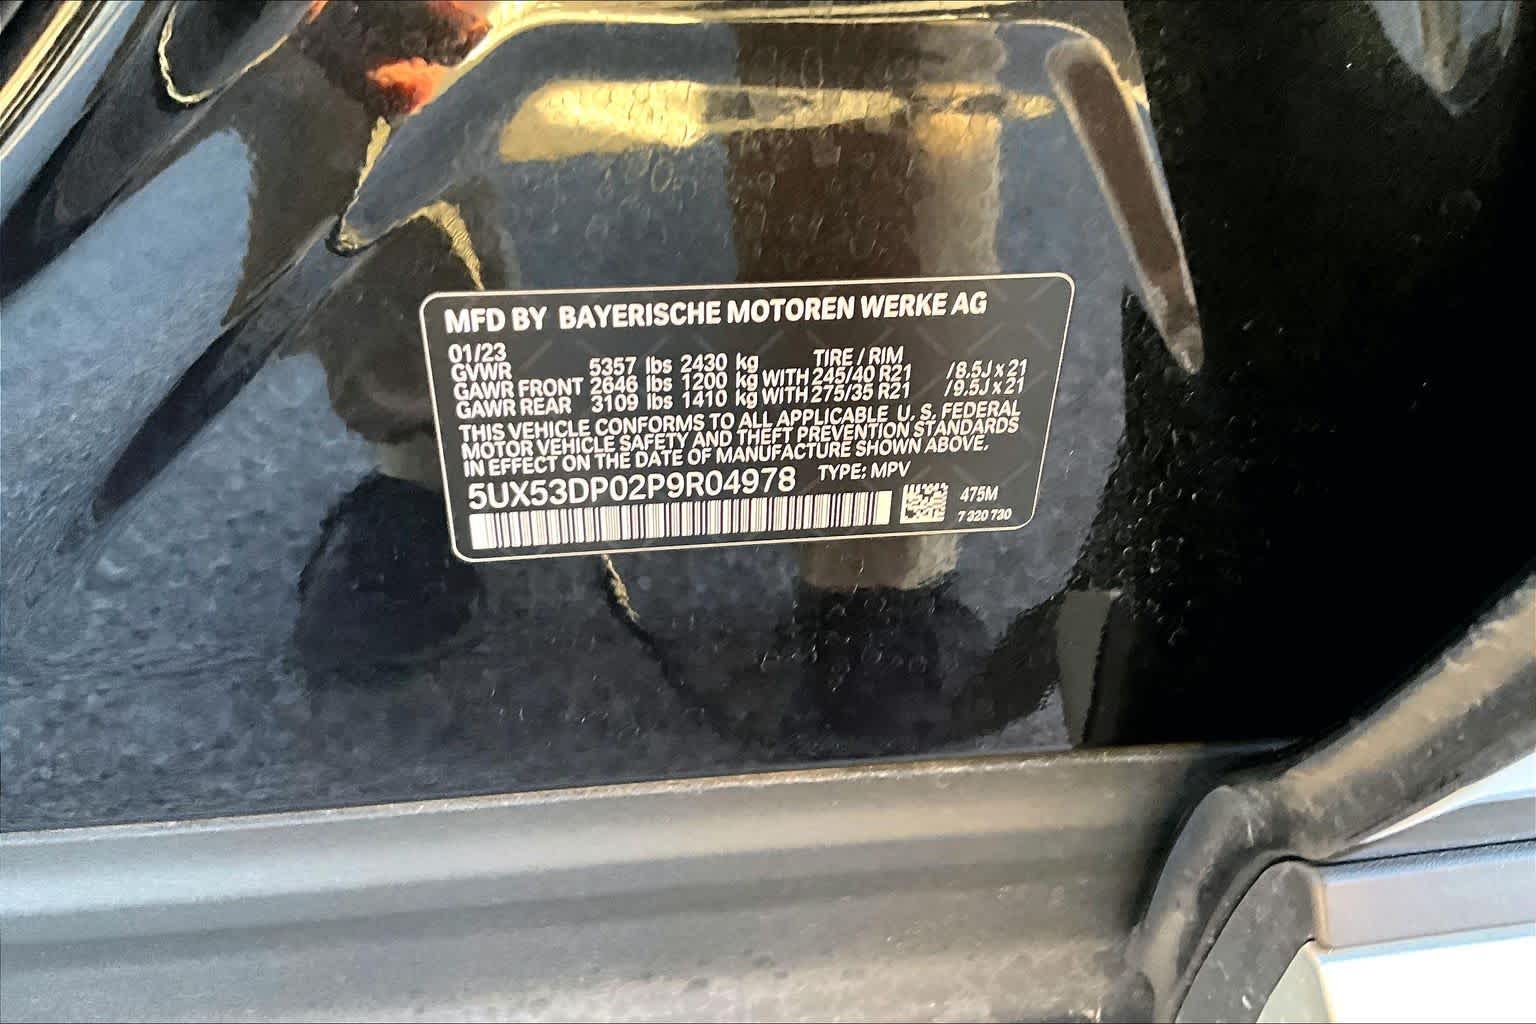 MFD BY BAYERISCHE MOTOREN WERKE AG
01/23 TIRE / RIM
GVWR 5357 lbs 2430 kg
GAWR FRONT 2646 lbs 1200 kg WITH 245/40 R21 /8.5J x 21
GAWR REAR 3109 lbs 1410 kg WITH 275/35 R21 /9.5J x 21
THIS VEHICLE CONFORMS TO ALL APPLICABLE U. S. FEDERAL
MOTOR VEHICLE SAFETY AND THEFT PREVENTION STANDARDS
IN EFFECT ON THE DATE OF MANUFACTURE SHOWN ABOVE.
5UX53DP02P9R04978 TYPE: MPV
475M
7 320 730